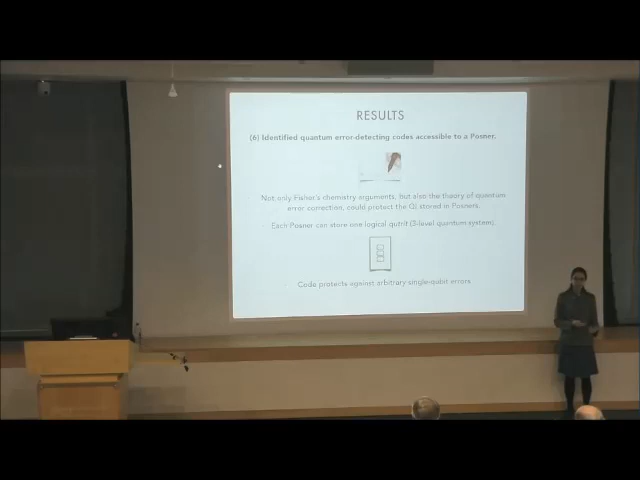 RESULTS
(6) Identified quantum error-detecting codes accessible to a Posner.
Not only Fisher's chemistry arguments, but also the theory of quantum
error correction, could protect the QI stored in Posners.
Each Posner can store one logical qutrit (3-level quantum system).
Code protects against arbitrary single-qubit errors